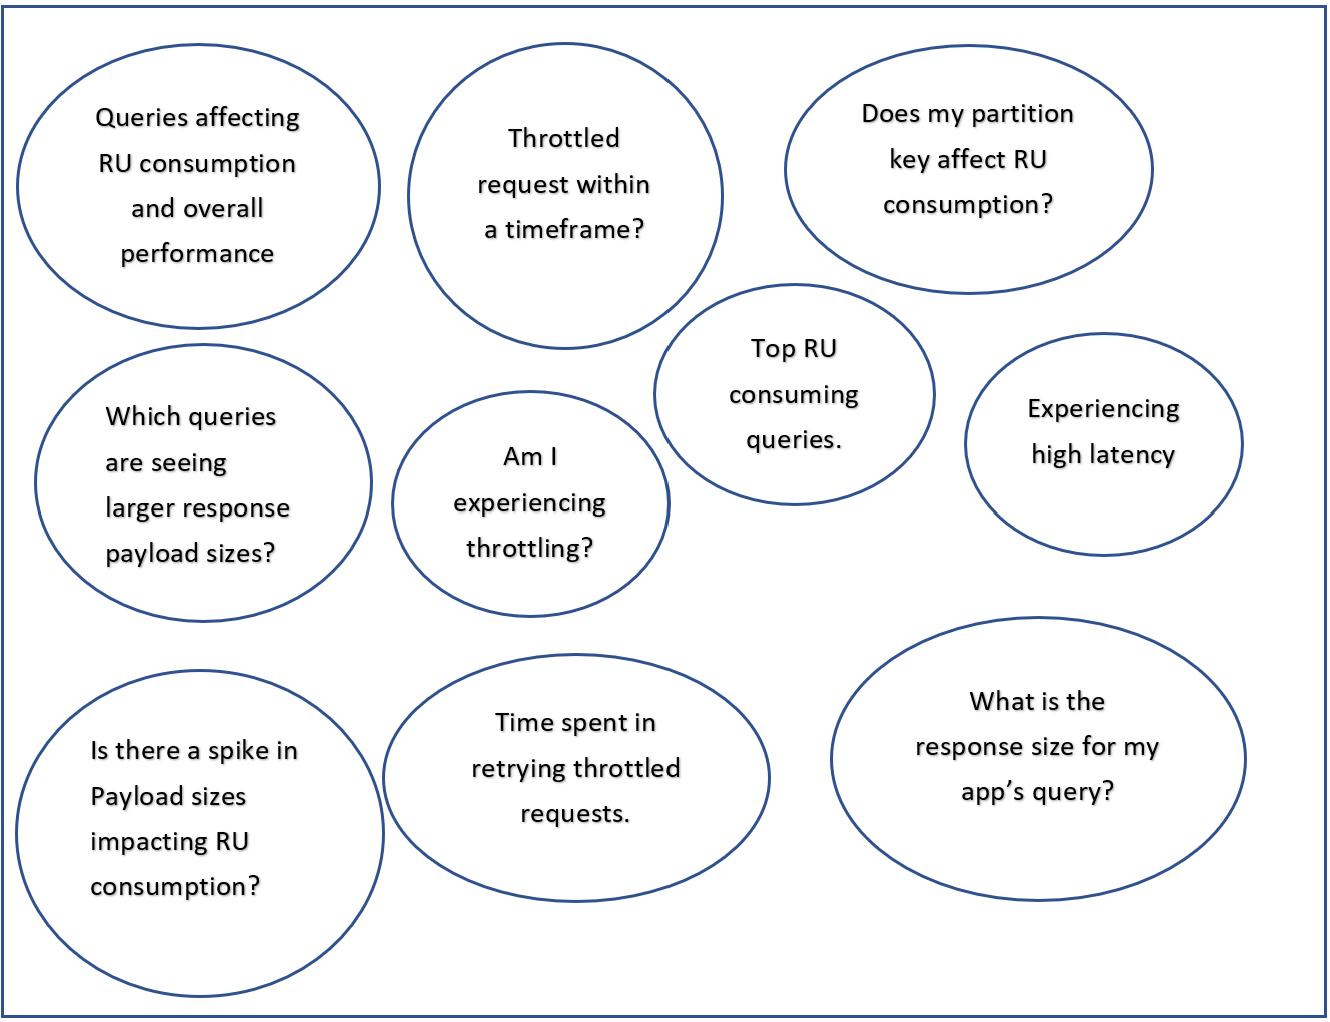 Queries affecting
RU consumption
and overall
performance
Throttled
request within
a timeframe?
Does my partition
key affect RU
consumption?
Top RU
consuming
queries.
Experiencing
high latency
Which queries
are seeing
larger response
payload sizes?
Am I
experiencing
throttling?
Is there a spike in
Payload sizes
impacting RU
consumption?
Time spent in
retrying throttled
requests.
What is the
response size for my
app’s query?